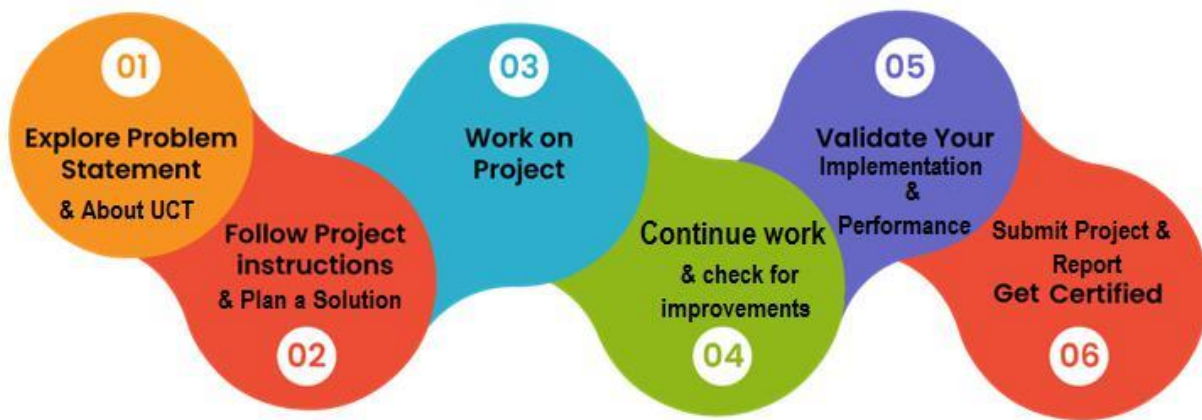 01
Explore Problem
Statement
& About UCT
Follow Project
instructions
& Plan a Solution
02
03
Work on
Project
Continue work
& check for
improvements
04
05
Validate Your
Implementation
&
Performance
Submit Project &
Report
Get Certified
06